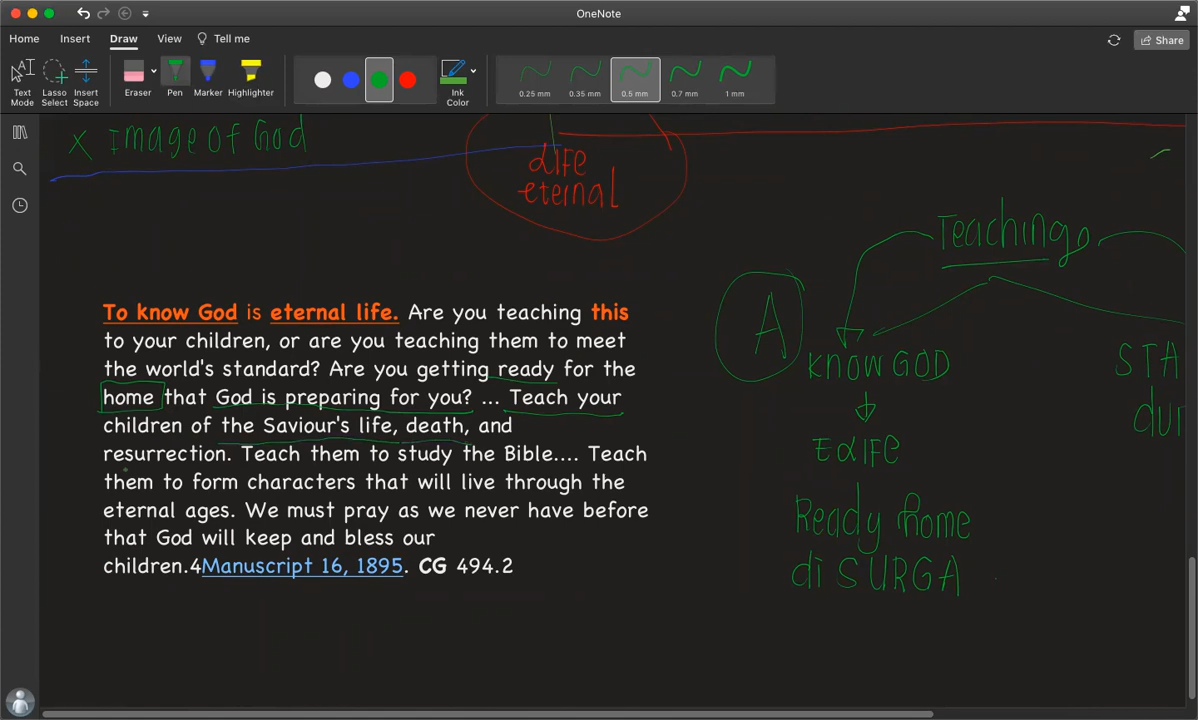 OneNote
Home Insert Draw View Tell me
Share
Text Mode
Lasso Select
Insert Space
Eraser
Pen
Marker
Highlighter
Ink Color
0.25 mm 0.35 mm 0.5 mm 0.7 mm 1 mm
X Image of God
LIFE
eternal
Teaching
To know God is eternal life. Are you teaching this
to your children, or are you teaching them to meet
the world's standard? Are you getting ready for the
home that God is preparing for you? ... Teach your
children of the Saviour's life, death, and
resurrection. Teach them to study the Bible.... Teach
them to form characters that will live through the
eternal ages. We must pray as we never have before
that God will keep and bless our
children.4Manuscript 16, 1895. CG 494.2
A
KNOW GOD
E LIFE
Ready home
di SURGA
STA